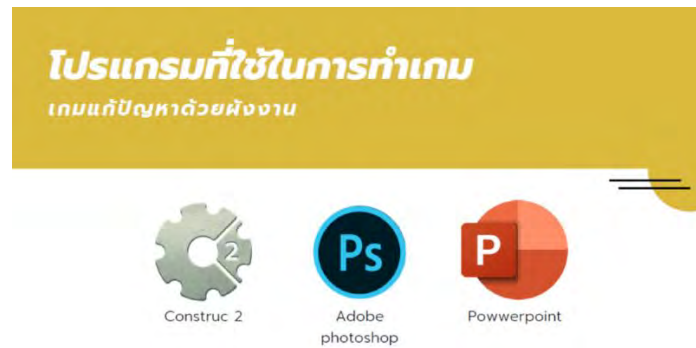 โปรแกรมที่ใช้ในการทำเกม
เกมแก้ปัญหาด้วยผังงาน
2
Ps
P
Construc 2
Adobe
photoshop
Powwerpoint